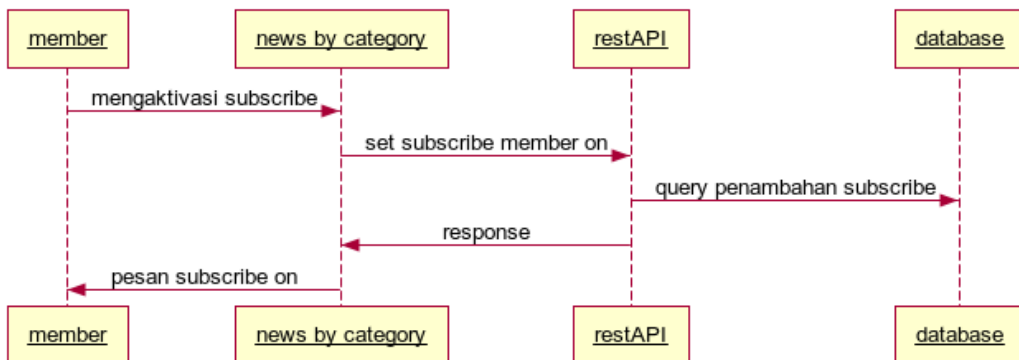 member
news by category
restAPI
database
mengaktivasi subscribe
set subscribe member on
query penambahan subscribe
response
pesan subscribe on
member
news by category
restAPI
database